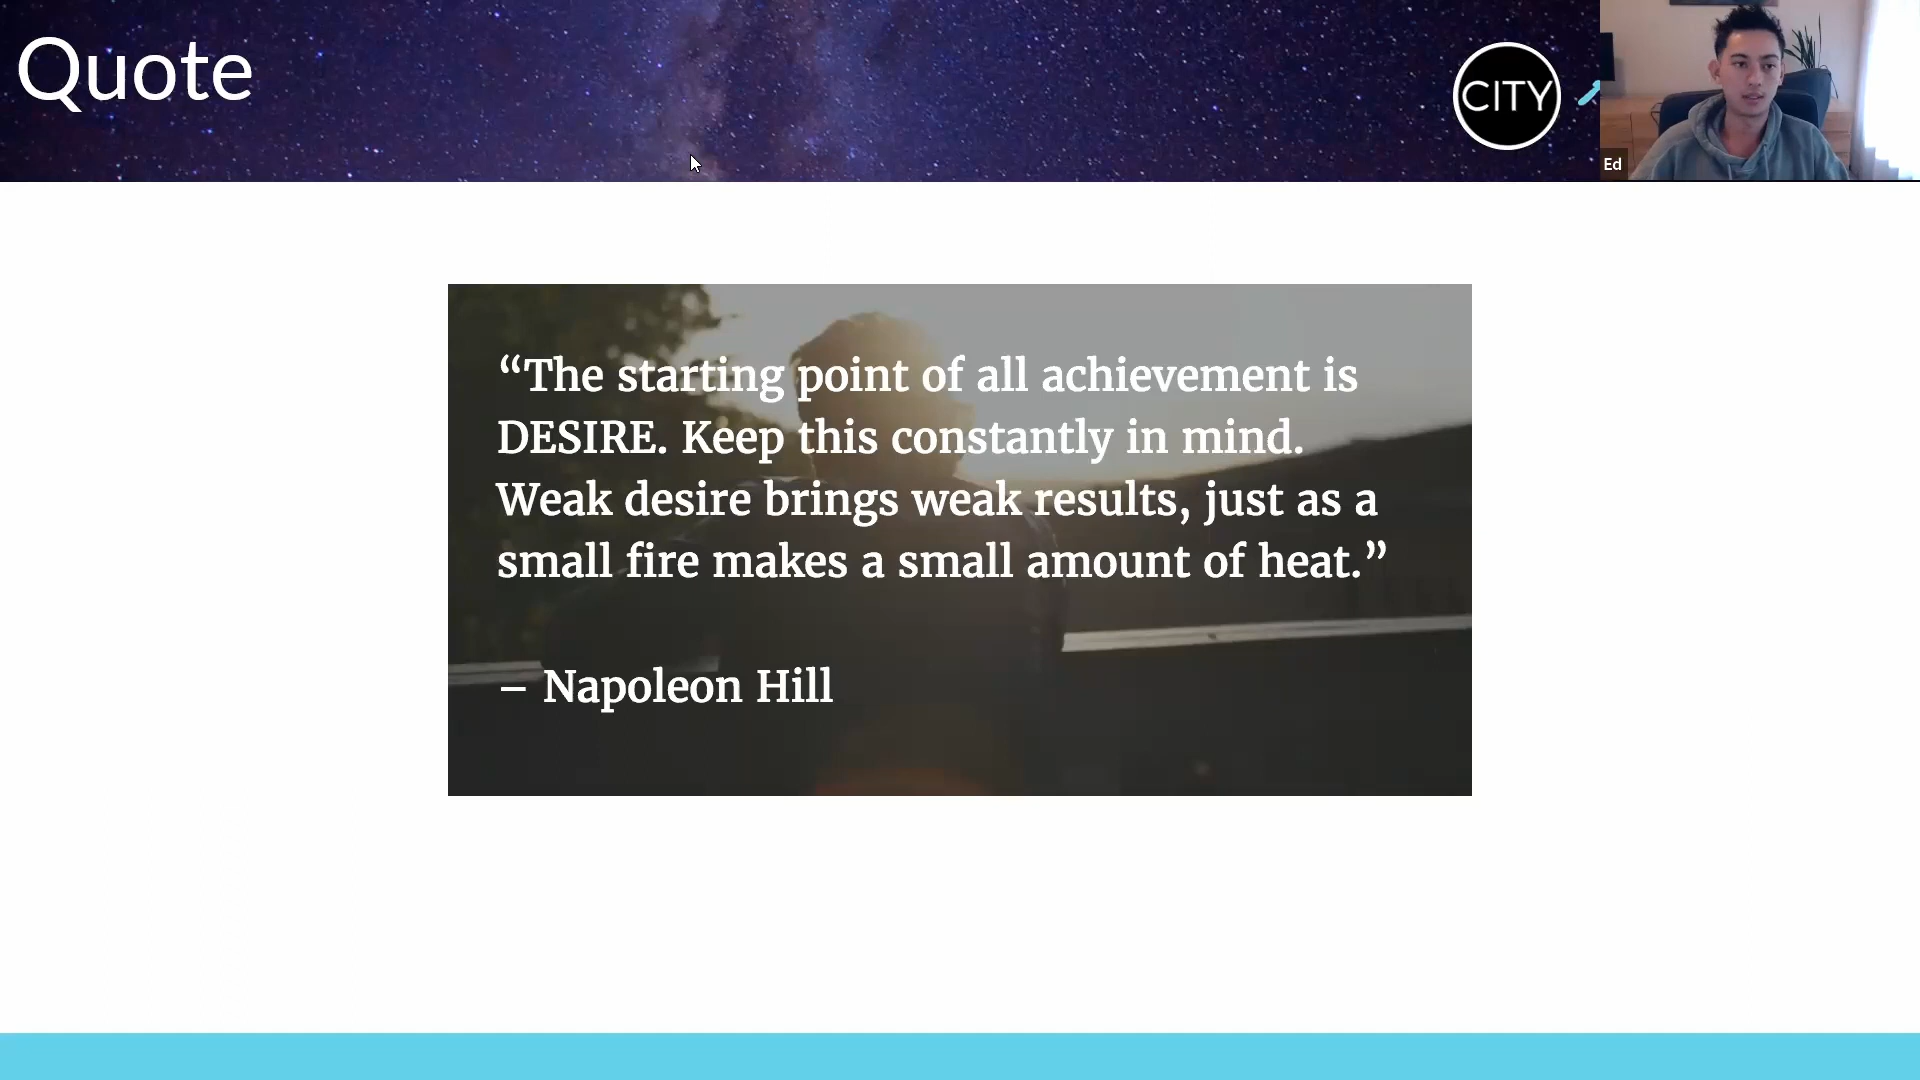 Quote
CITY
Ed
“The starting point of all achievement is
DESIRE. Keep this constantly in mind.
Weak desire brings weak results, just as a
small fire makes a small amount of heat.”
– Napoleon Hill